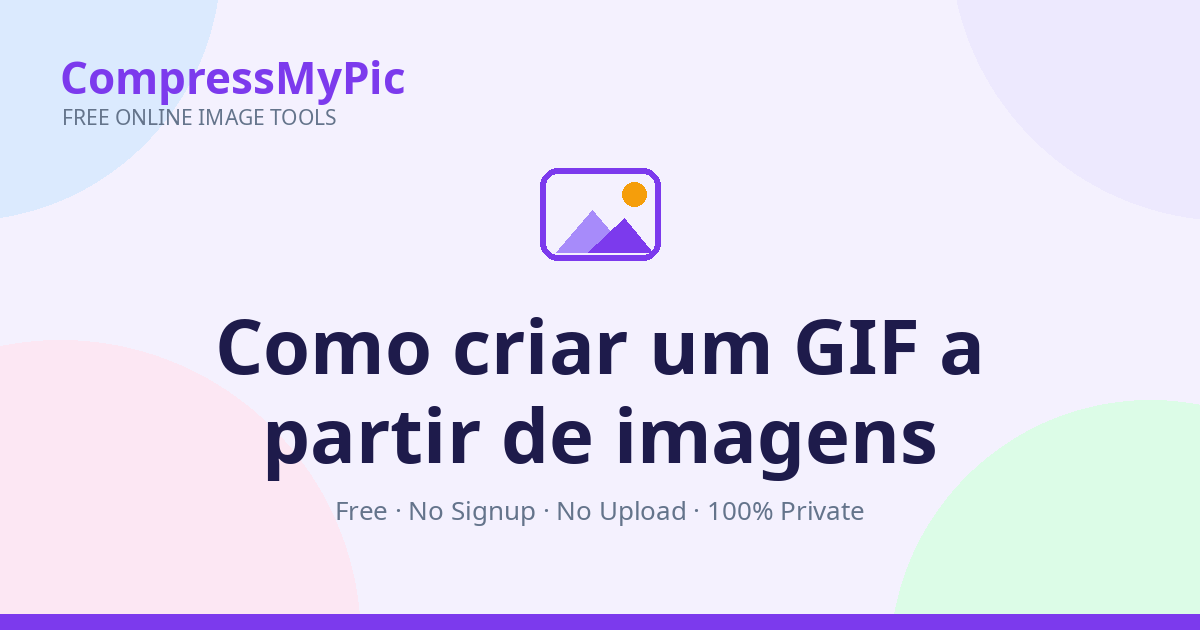 CompressMyPic
FREE ONLINE IMAGE TOOLS
Como criar um GIF a
partir de imagens
Free · No Signup · No Upload · 100% Private